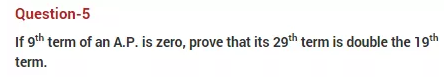 Question-5
If 9th term of an A.P. is zero, prove that its 29th term is double the 19th
term.